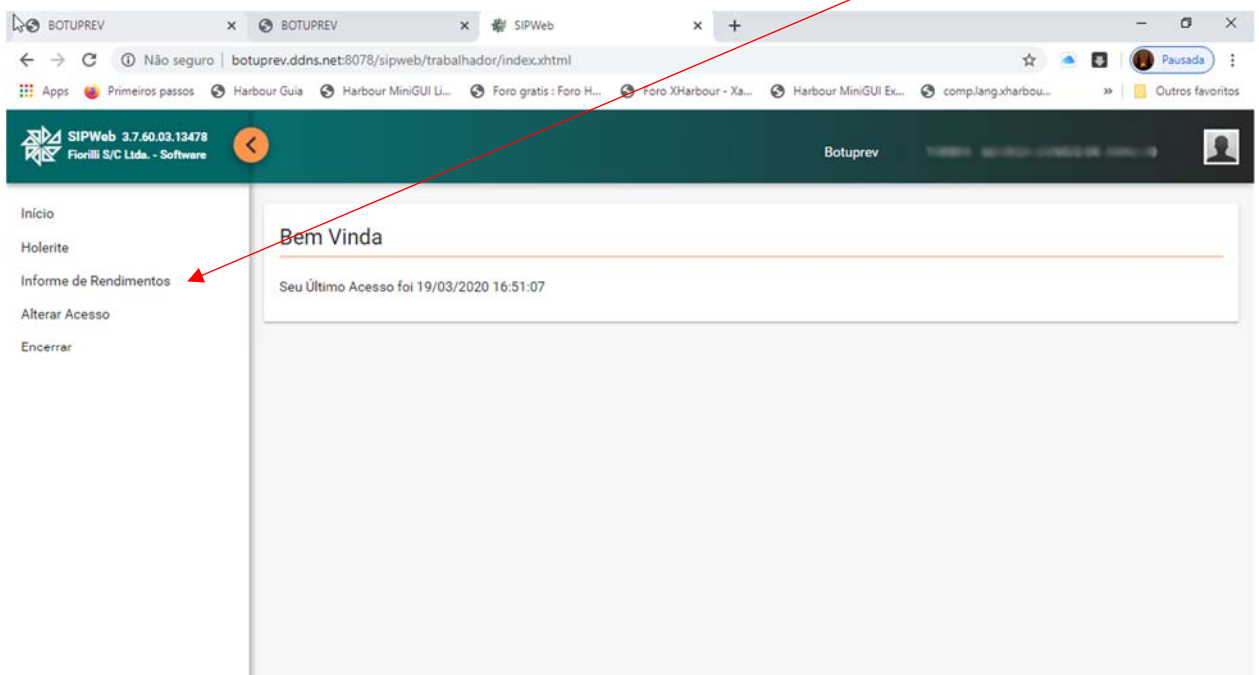 BOTUPREV
BOTUPREV
SIPWeb
Não seguro | botuprev.ddns.net:8078/sipweb/trabalhador/index.xhtml
Pausada
Apps
Primeiros passos
Harbour Guia
Harbour MiniGUI Li...
Foro gratis : Foro H...
Foro XHarbour - Xa...
Harbour MiniGUI Ex...
comp.lang.xharbou...
»
Outros favoritos
SIPWeb 3.7.60.03.13478
Fiorilli S/C Ltda. - Software
Botuprev
Início
Holerite
Informe de Rendimentos
Alterar Acesso
Encerrar
Bem Vinda
Seu Último Acesso foi 19/03/2020 16:51:07